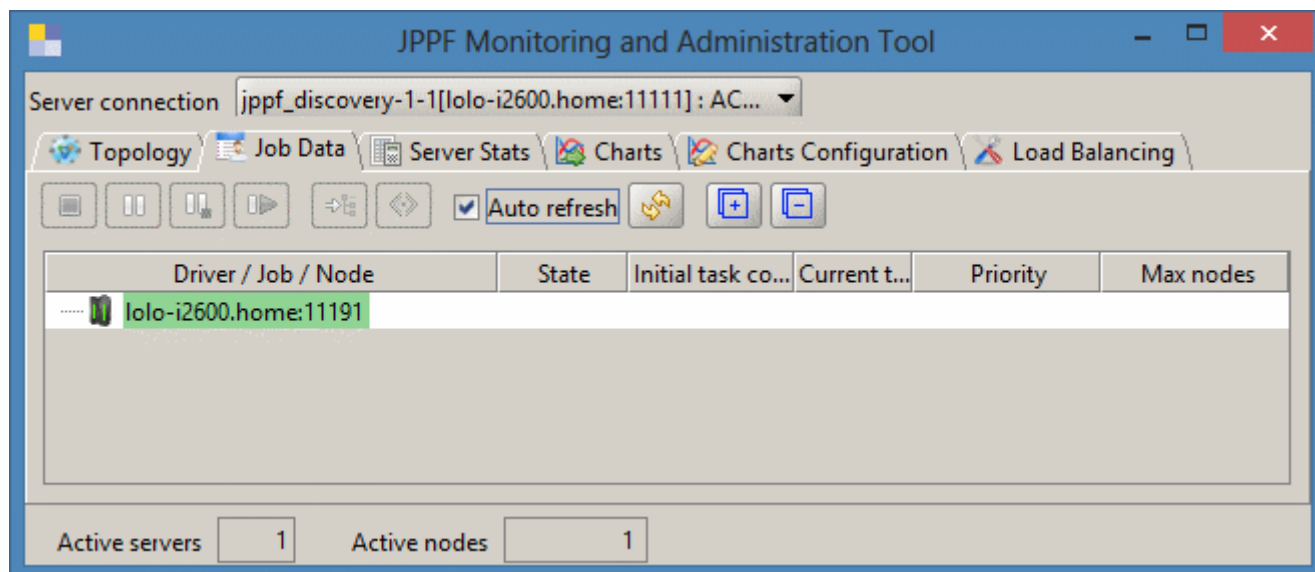 JPPF Monitoring and Administration Tool
Server connection jppf_discovery-1-1[lolo-i2600.home:11111] : AC...
Topology Job Data Server Stats Charts Charts Configuration Load Balancing
Auto refresh
Driver / Job / Node State Initial task co... Current t... Priority Max nodes
lolo-i2600.home:11191
Active servers 1 Active nodes 1